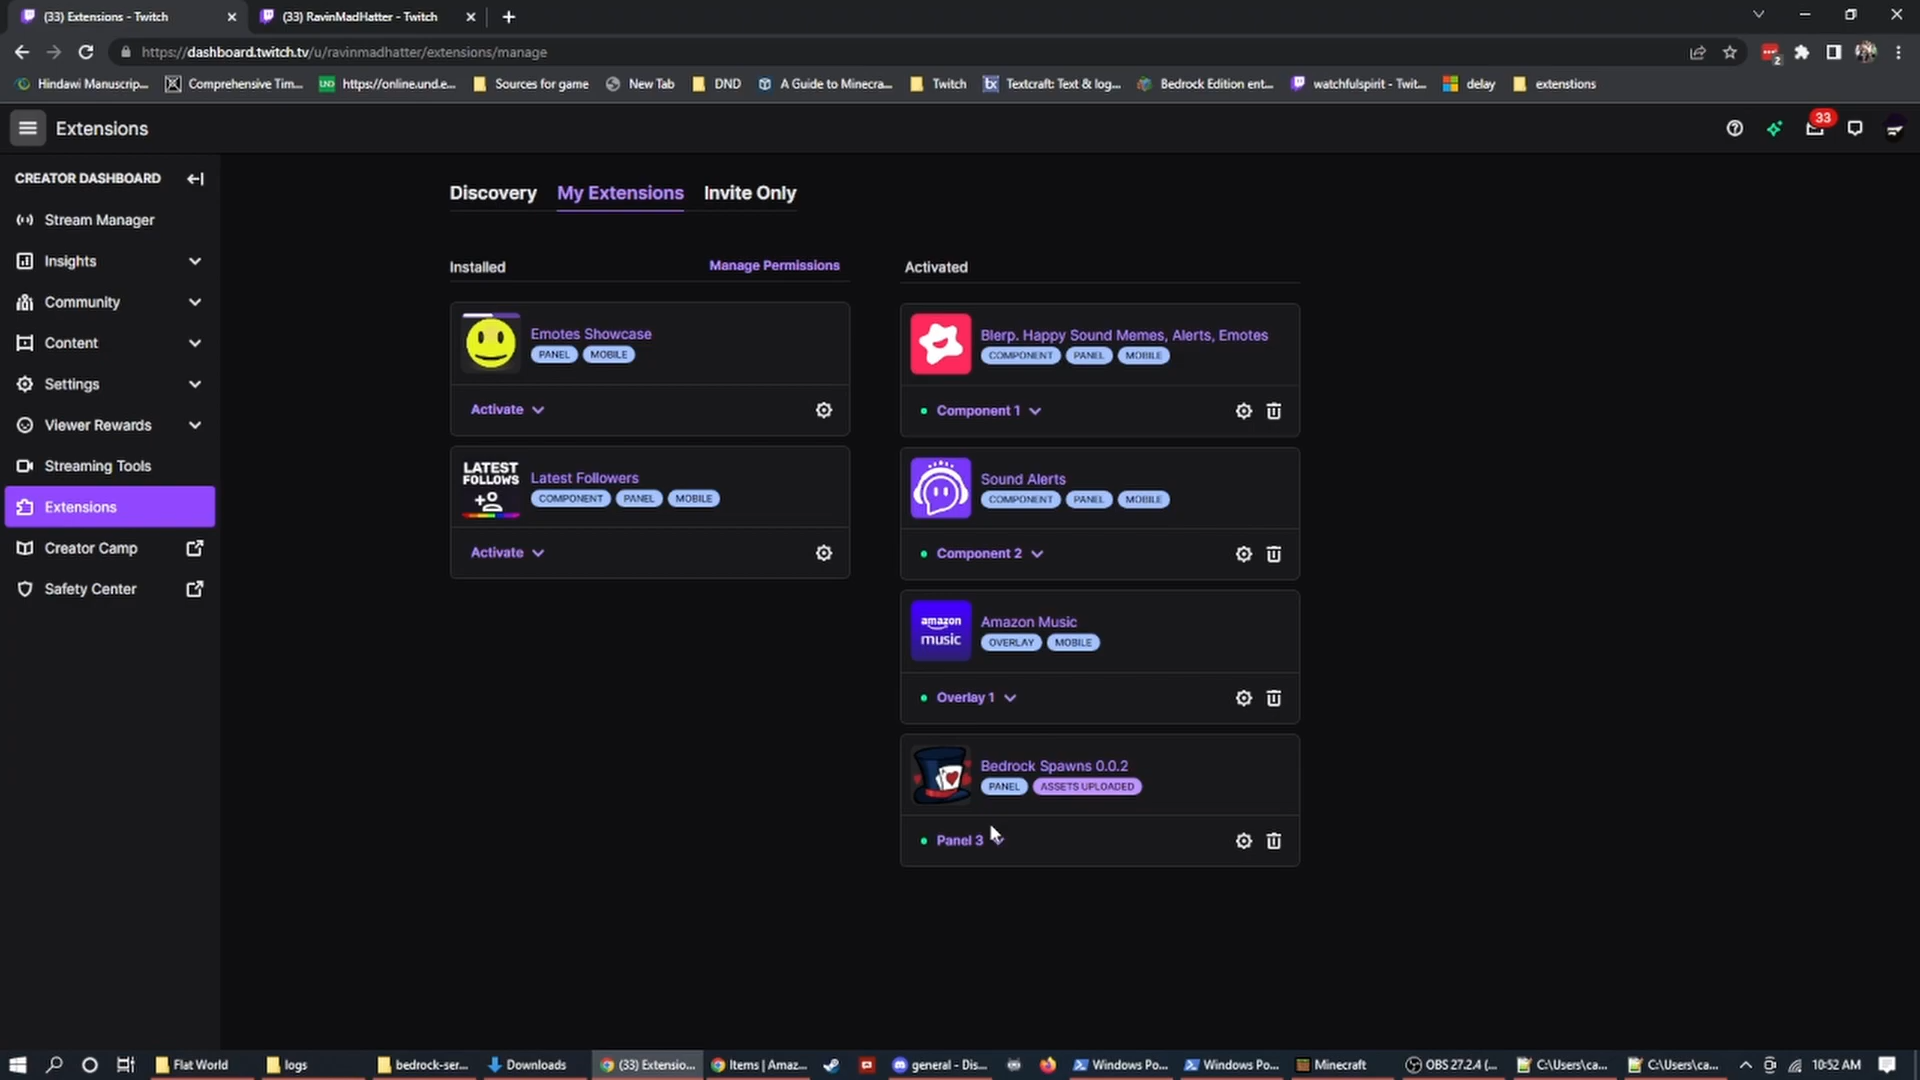 (33) Extensions - Twitch
(33) RavinMadHatter - Twitch
https://dashboard.twitch.tv/u/ravinmadhatter/extensions/manage
2
Hindawi Manuscrip...
Comprehensive Tim...
https://online.und.e...
Sources for game
New Tab
DND
A Guide to Minecra...
Twitch
bx
Textcraft: Text & log...
Bedrock Edition ent...
watchfulspirit - Twit...
delay
extenstions
Extensions
33
CREATOR DASHBOARD
Stream Manager
Insights
Community
Content
Settings
Viewer Rewards
Streaming Tools
Extensions
Creator Camp
Safety Center
Discovery
My Extensions
Invite Only
Installed
Manage Permissions
Emotes Showcase
PANEL
MOBILE
Activate
LATEST
FOLLOWS
Latest Followers
COMPONENT
PANEL
MOBILE
Activate
Activated
Blerp. Happy Sound Memes, Alerts, Emotes
COMPONENT
PANEL
MOBILE
Component 1
Sound Alerts
COMPONENT
PANEL
MOBILE
Component 2
amazon
music
Amazon Music
OVERLAY
MOBILE
Overlay 1
Bedrock Spawns 0.0.2
PANEL
ASSETS UPLOADED
Panel 3
Flat World
logs
bedrock-ser...
Downloads
(33) Extensio...
Items | Amaz...
general - Dis...
Windows Po...
Windows Po...
Minecraft
OBS 27.2.4 (...
C:\Users\ca...
C:\Users\ca...
10:52 AM